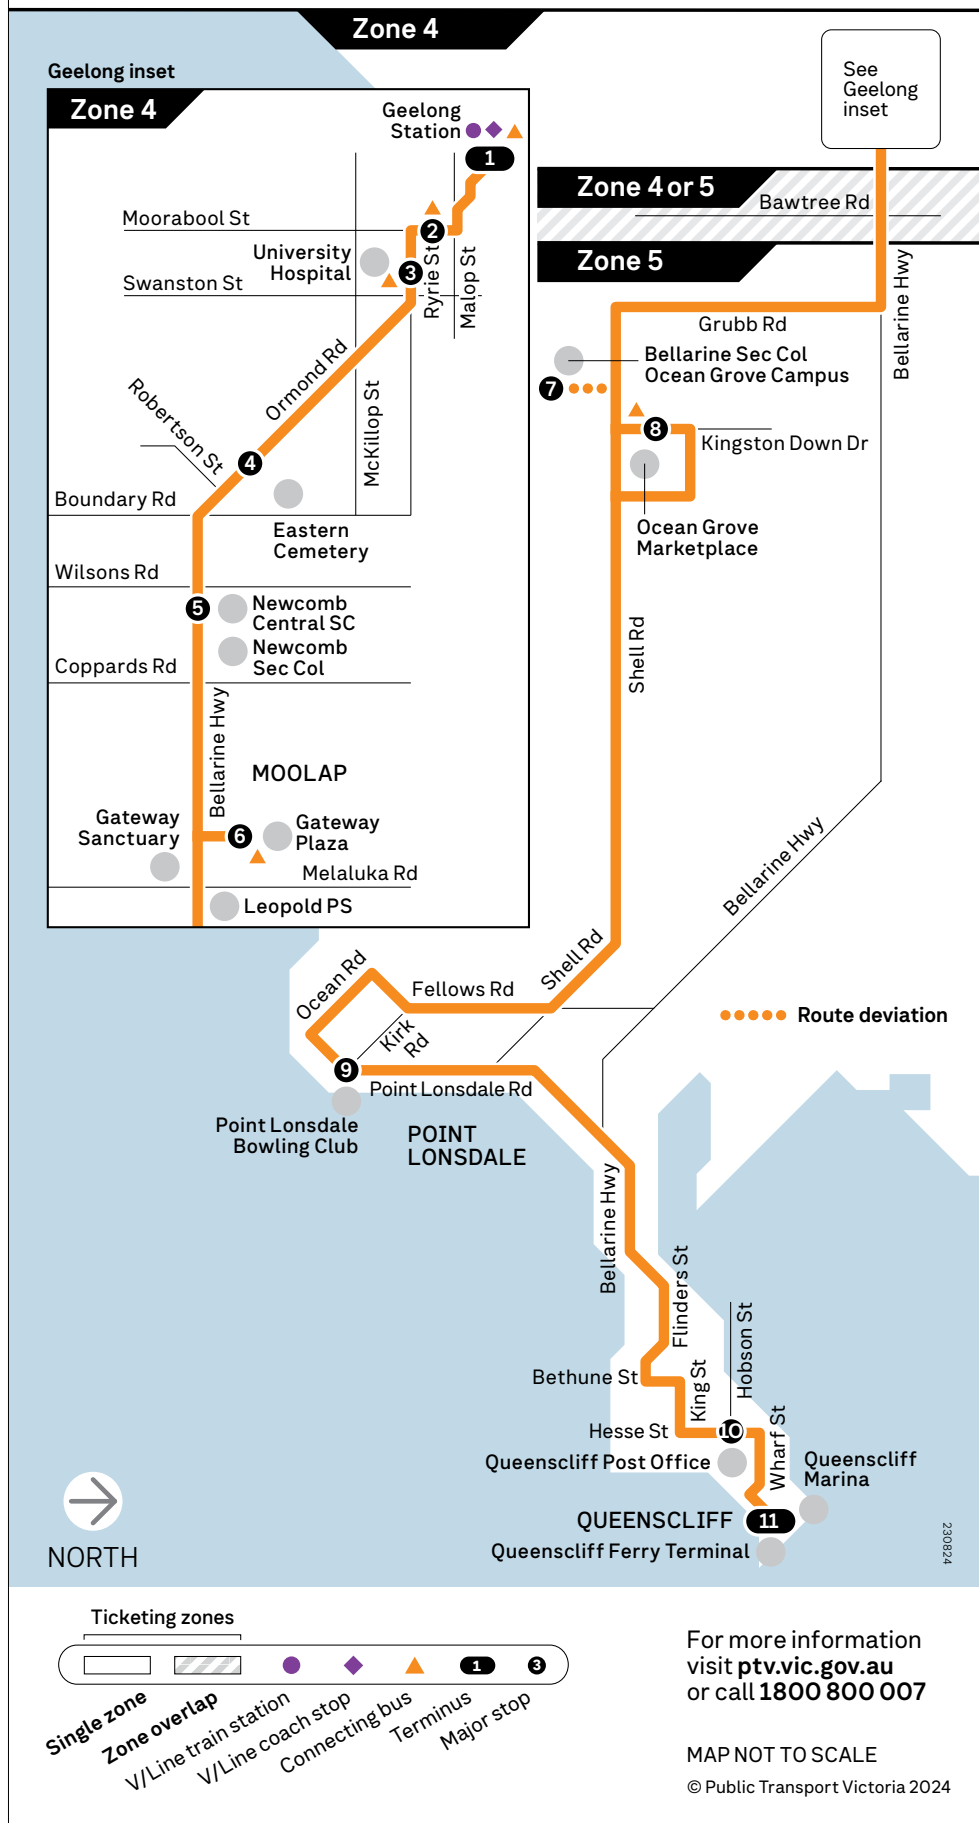 Zone 4
Geelong inset
Zone 4
Geelong
Station
1
See
Geelong
inset
Zone 4 or 5
Bawtree Rd
Zone 5
Moorabool St
2
University
Hospital
3
Swanston St
Ryrie St
Malop St
Bellarine Hwy
Grubb Rd
Bellarine Sec Col
Ocean Grove Campus
7
8
Kingston Down Dr
Ocean Grove
Marketplace
Ormond Rd
McKillop St
Robertson St
4
Boundary Rd
Eastern
Cemetery
Wilsons Rd
5
Newcomb
Central SC
Newcomb
Sec Col
Coppards Rd
Shell Rd
Bellarine Hwy
MOOLAP
Gateway
Sanctuary
6
Gateway
Plaza
Melaluka Rd
Leopold PS
Bellarine Hwy
Shell Rd
Ocean Rd
Fellows Rd
Kirk
Rd
Route deviation
9
Point Lonsdale Rd
Point Lonsdale
Bowling Club
POINT
LONSDALE
Bellarine Hwy
Flinders St
Hobson St
Bethune St
King St
Hesse St
10
Wharf St
Queenscliff Post Office
Queenscliff
Marina
QUEENSCLIFF
11
Queenscliff Ferry Terminal
NORTH
230824
Ticketing zones
1
3
Single zone
Zone overlap
V/Line train station
V/Line coach stop
Connecting bus
Terminus
Major stop
For more information
visit ptv.vic.gov.au
or call 1800 800 007
MAP NOT TO SCALE
© Public Transport Victoria 2024